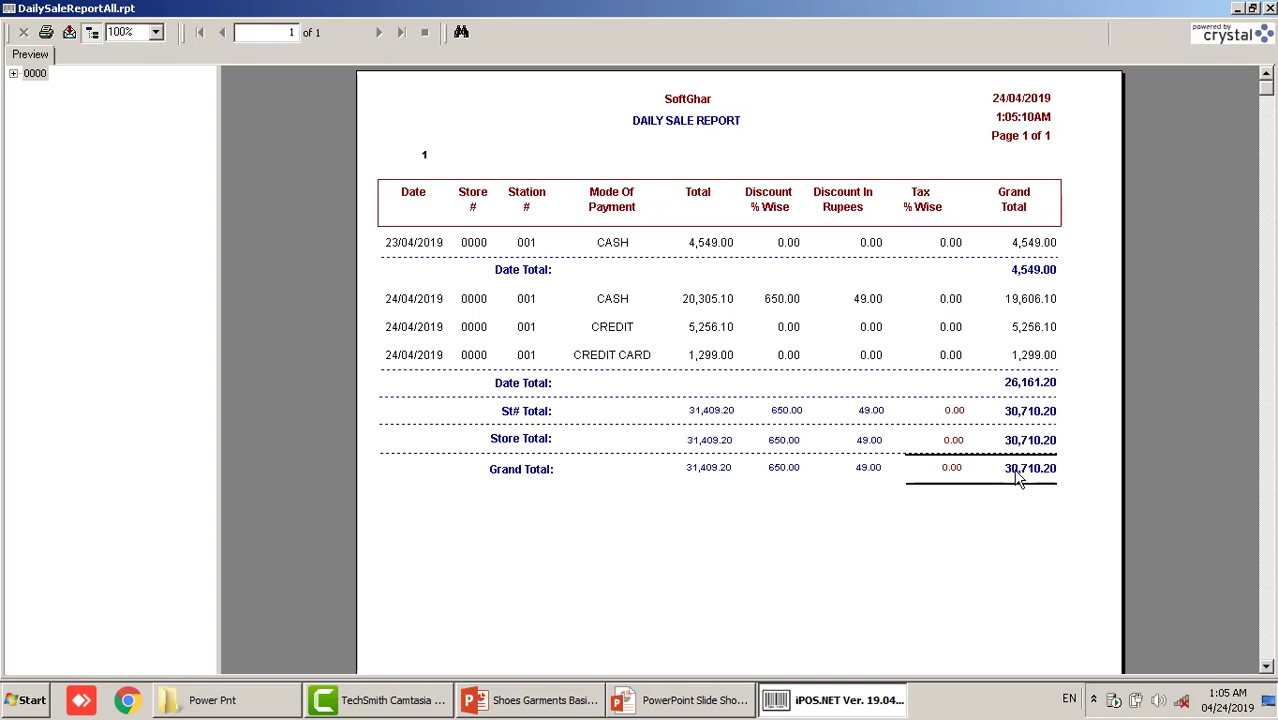 DailySaleReportAll.rpt
100%
1
of 1
powered by
crystal
Preview
0000
SoftGhar
24/04/2019
DAILY SALE REPORT
1:05:10AM
Page 1 of 1
1
Date Store Station Mode Of Total Discount Discount In Tax Grand
# # Payment % Wise Rupees % Wise Total
23/04/2019 0000 001 CASH 4,549.00 0.00 0.00 0.00 4,549.00
Date Total: 4,549.00
24/04/2019 0000 001 CASH 20,305.10 650.00 49.00 0.00 19,606.10
24/04/2019 0000 001 CREDIT 5,256.10 0.00 0.00 0.00 5,256.10
24/04/2019 0000 001 CREDIT CARD 1,299.00 0.00 0.00 0.00 1,299.00
Date Total: 26,161.20
St# Total: 31,409.20 650.00 49.00 0.00 30,710.20
Store Total: 31,409.20 650.00 49.00 0.00 30,710.20
Grand Total: 31,409.20 650.00 49.00 0.00 30,710.20
Start
Power Pnt
TechSmith Camtasia ...
Shoes Garments Basi...
PowerPoint Slide Sho...
iPOS.NET Ver. 19.04...
EN
1:05 AM
04/24/2019